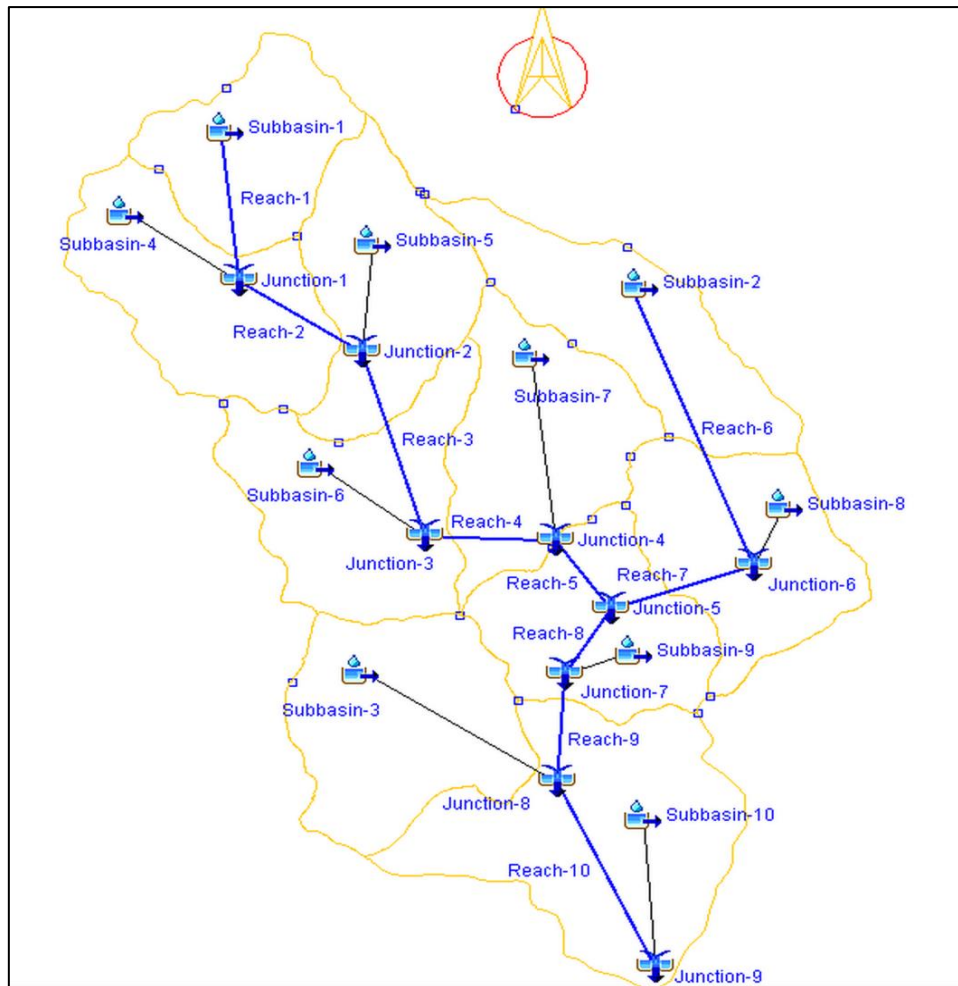 Subbasin-1
Reach-1
Subbasin-4
Subbasin-5
Junction-1
Subbasin-2
Reach-2
Junction-2
Subbasin-7
Reach-6
Reach-3
Subbasin-6
Subbasin-8
Reach-4
Junction-4
Junction-3
Reach-5
Reach-7
Junction-6
Junction-5
Reach-8
Subbasin-9
Subbasin-3
Junction-7
Reach-9
Junction-8
Subbasin-10
Reach-10
Junction-9